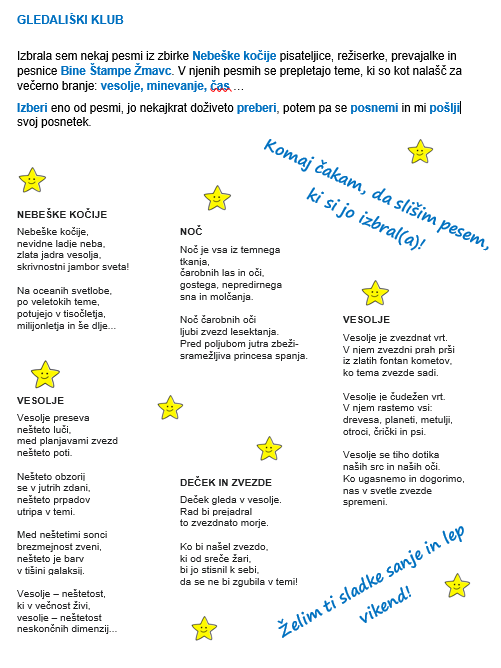 GLEDALIŠKI KLUB
Izbrala sem nekaj pesmi iz zbirke Nebeške kočije pisateljice, režiserke, prevajalke in
pesnice Bine Štampe Žmavc. V njenih pesmih se prepletajo teme, ki so kot nalašč za
večerno branje: vesolje, minevanje, čas …
Izberi eno od pesmi, jo nekajkrat doživeto preberi, potem pa se posnemi in mi pošlji
svoj posnetek.
Komaj čakam, da slišim pesem,
ki si jo izbral(a)!
NEBEŠKE KOČIJE
Nebeške kočije,
nevidne ladje neba,
zlata jadra vesolja,
skrivnostni jambor sveta!
Na oceanih svetlobe,
po veletokih teme,
potujejo v tisočletja,
milijonletja in še dlje...
VESOLJE
Vesolje preseva
nešteto luči,
med planjavami zvezd
nešteto poti.
Nešteto obzorij
se v jutrih zdani,
nešteto prpadov
utripa v temi.
Med neštetimi sonci
brezmejnost zveni,
nešteto je barv
v tišini galaksij.
Vesolje – neštetost,
ki v večnost živi,
vesolje – neštetost
neskončnih dimenzij...
NOČ
Noč je vsa iz temnega
tkanja,
čarobnih las in oči,
gostega, nepredirnega
sna in molčanja.
Noč čarobnih oči
ljubi zvezd lesektanja.
Pred poljubom jutra zbeži-
sramežljiva princesa spanja.
DEČEK IN ZVEZDE
Deček gleda v vesolje.
Rad bi prejadral
to zvezdnato morje.
Ko bi našel zvezdo,
ki od sreče žari,
bi jo stisnil k sebi,
da se ne bi zgubila v temi!
VESOLJE
Vesolje je zvezdnat vrt.
V njem zvezdni prah prši
iz zlatih fontan kometov,
ko tema zvezde sadi.
Vesolje je čudežen vrt.
V njem rastemo vsi:
drevesa, planeti, metulji,
otroci, črički in psi.
Vesolje se tiho dotika
naših src in naših oči.
Ko ugasnemo in dogorimo,
nas v svetle zvezde
spremeni.
Želim ti sladke sanje in lep
vikend!